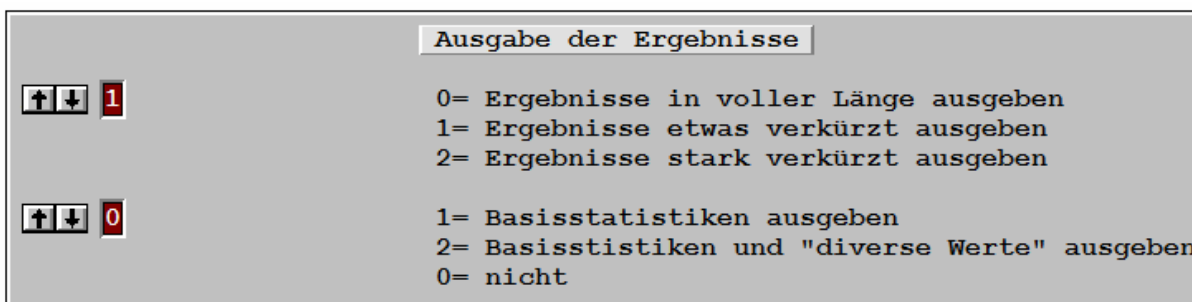 Ausgabe der Ergebnisse
1
0= Ergebnisse in voller Länge ausgeben
1= Ergebnisse etwas verkürzt ausgeben
2= Ergebnisse stark verkürzt ausgeben
0
1= Basisstatistiken ausgeben
2= Basisstistiken und "diverse Werte" ausgeben
0= nicht